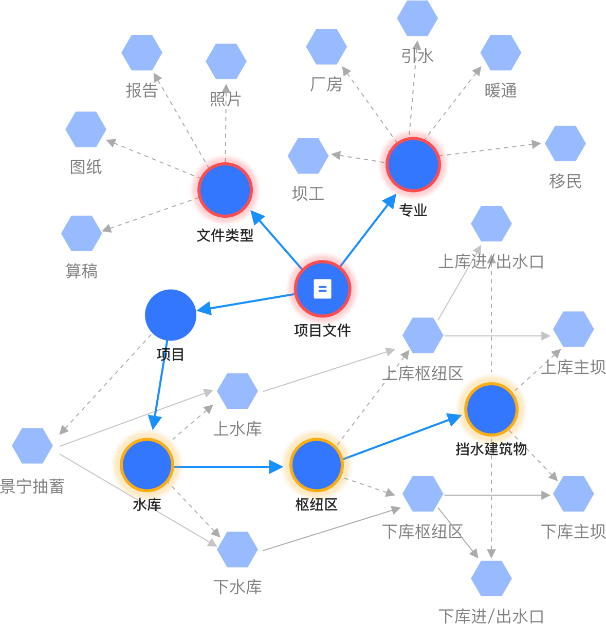 引水
报告
照片
厂房
暖通
图纸
坝工
移民
专业
文件类型
算稿
上库进/出水口
项目文件
项目
上库枢纽区
上库主坝
上水库
挡水建筑物
景宁抽蓄
水库
枢纽区
下库枢纽区
下库主坝
下水库
下库进/出水口